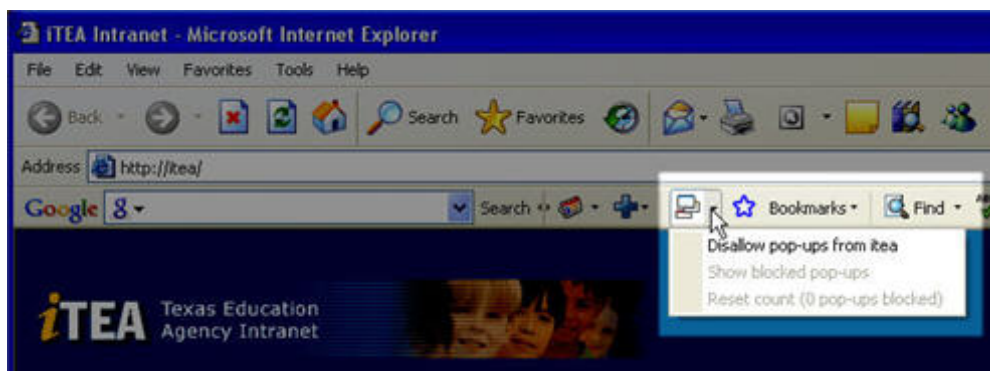 iTEA Intranet - Microsoft Internet Explorer
File Edit View Favorites Tools Help
Back Search Favorites
Address http://itea/
Google g Search Bookmarks Find
Disallow pop-ups from itea
Show blocked pop-ups
Reset count (0 pop-ups blocked)
iTEA Texas Education
Agency Intranet